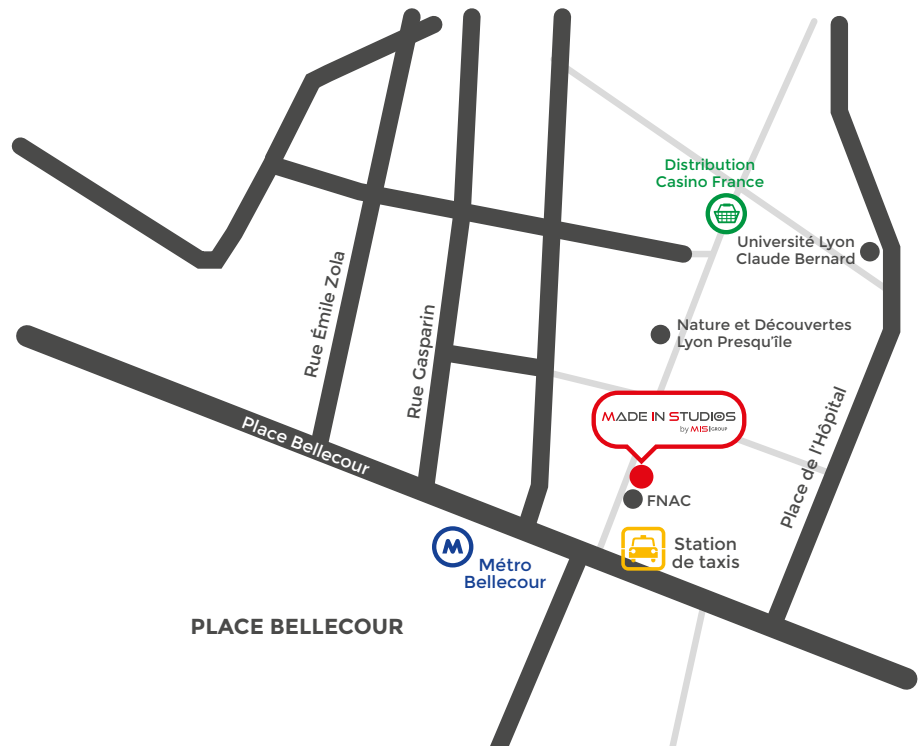 Distribution
Casino France
Université Lyon
Claude Bernard
Rue Émile Zola
Rue Gasparin
Nature et Découvertes
Lyon Presqu'île
Place de l'Hôpital
MADE IN STUDIOS
by MISI GROUP
Place Bellecour
FNAC
M
Station
de taxis
Métro
Bellecour
PLACE BELLECOUR